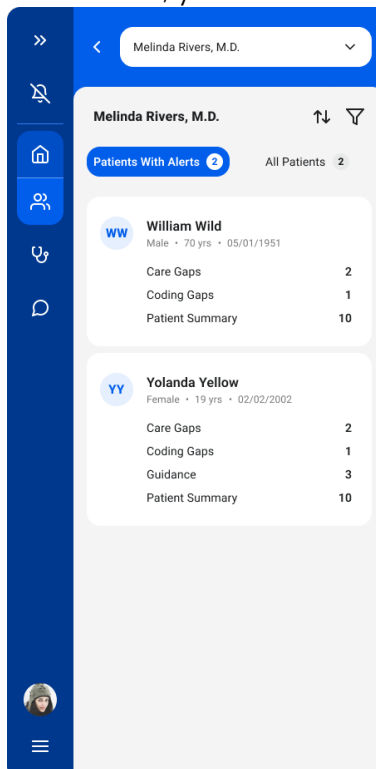 Melinda Rivers, M.D.
Melinda Rivers, M.D.
Patients With Alerts 2 All Patients 2
WW William Wild
Male • 70 yrs • 05/01/1951
Care Gaps 2
Coding Gaps 1
Patient Summary 10
YY Yolanda Yellow
Female • 19 yrs • 02/02/2002
Care Gaps 2
Coding Gaps 1
Guidance 3
Patient Summary 10